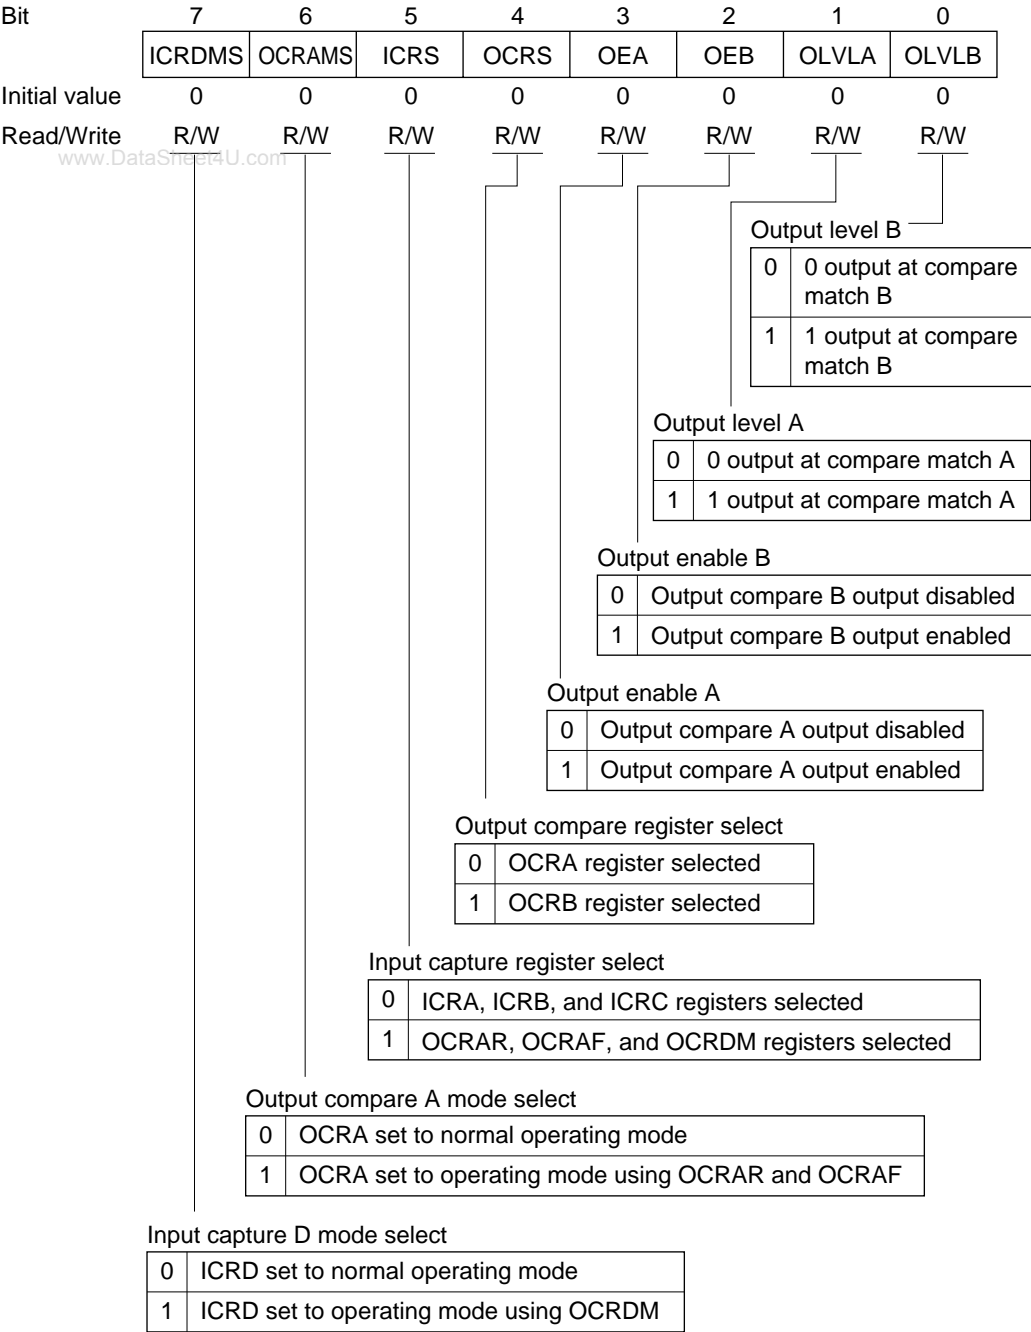 Bit 7 6 5 4 3 2 1 0
ICRDMS OCRAMS ICRS OCRS OEA OEB OLVLA OLVLB
Initial value 0 0 0 0 0 0 0 0
Read/Write R/W R/W R/W R/W R/W R/W R/W R/W
www.DataSheet4U.com
Output level B
0 0 output at compare
match B
1 1 output at compare
match B
Output level A
0 0 output at compare match A
1 1 output at compare match A
Output enable B
0 Output compare B output disabled
1 Output compare B output enabled
Output enable A
0 Output compare A output disabled
1 Output compare A output enabled
Output compare register select
0 OCRA register selected
1 OCRB register selected
Input capture register select
0 ICRA, ICRB, and ICRC registers selected
1 OCRAR, OCRAF, and OCRDM registers selected
Output compare A mode select
0 OCRA set to normal operating mode
1 OCRA set to operating mode using OCRAR and OCRAF
Input capture D mode select
0 ICRD set to normal operating mode
1 ICRD set to operating mode using OCRDM